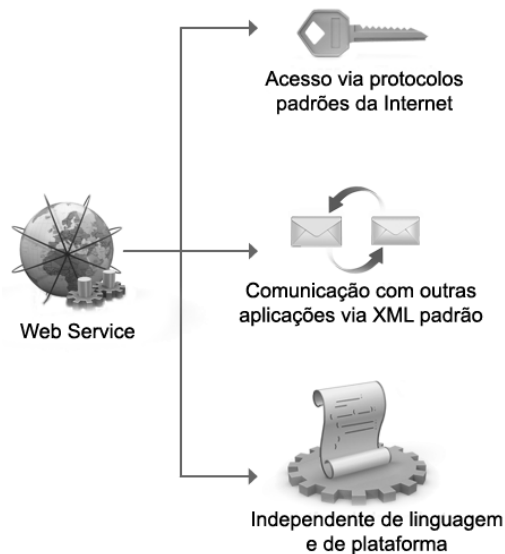 Acesso via protocolos
padrões da Internet
Web Service
Comunicação com outras
aplicações via XML padrão
Independente de linguagem
e de plataforma